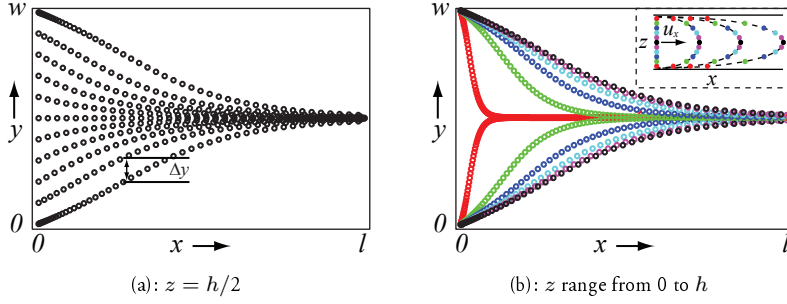 w
y
Δy
0
0
x
l
(a): z = h/2
w
y
0
0
x
l
z
u_x
x
(b): z range from 0 to h